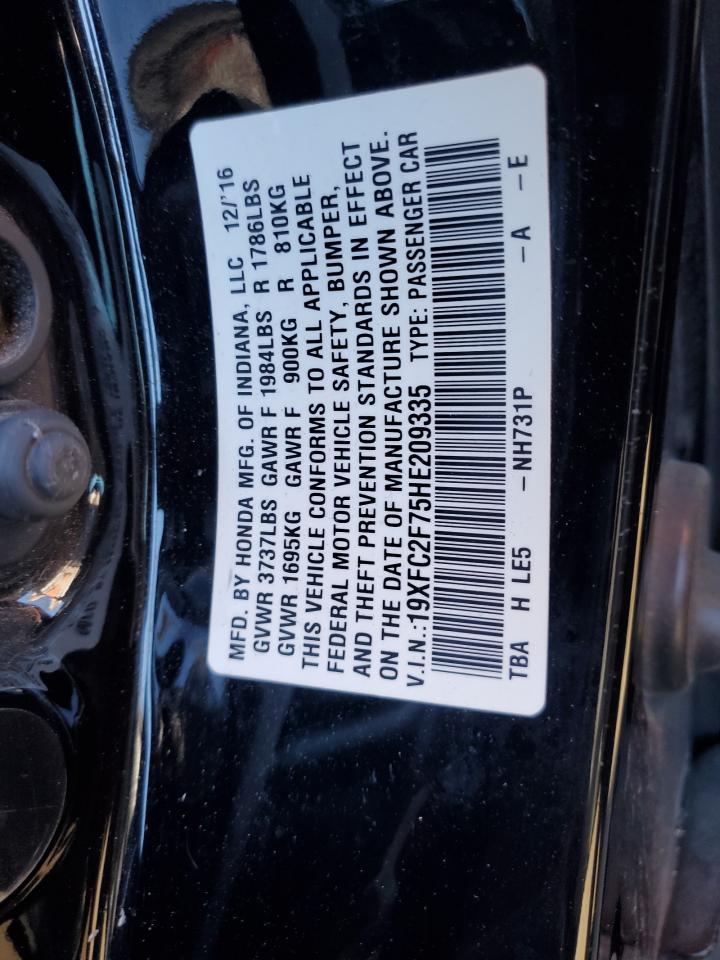 MFD. BY HONDA MFG. OF INDIANA, LLC 12/'16
GVWR 3737LBS GAWR F 1984LBS R 1786LBS
GVWR 1695KG GAWR F 900KG R 810KG
THIS VEHICLE CONFORMS TO ALL APPLICABLE
FEDERAL MOTOR VEHICLE SAFETY, BUMPER,
AND THEFT PREVENTION STANDARDS IN EFFECT
ON THE DATE OF MANUFACTURE SHOWN ABOVE.
V.I.N.:19XFC2F75HE209335 TYPE: PASSENGER CAR
TBA H LE5 -NH731P -A -E